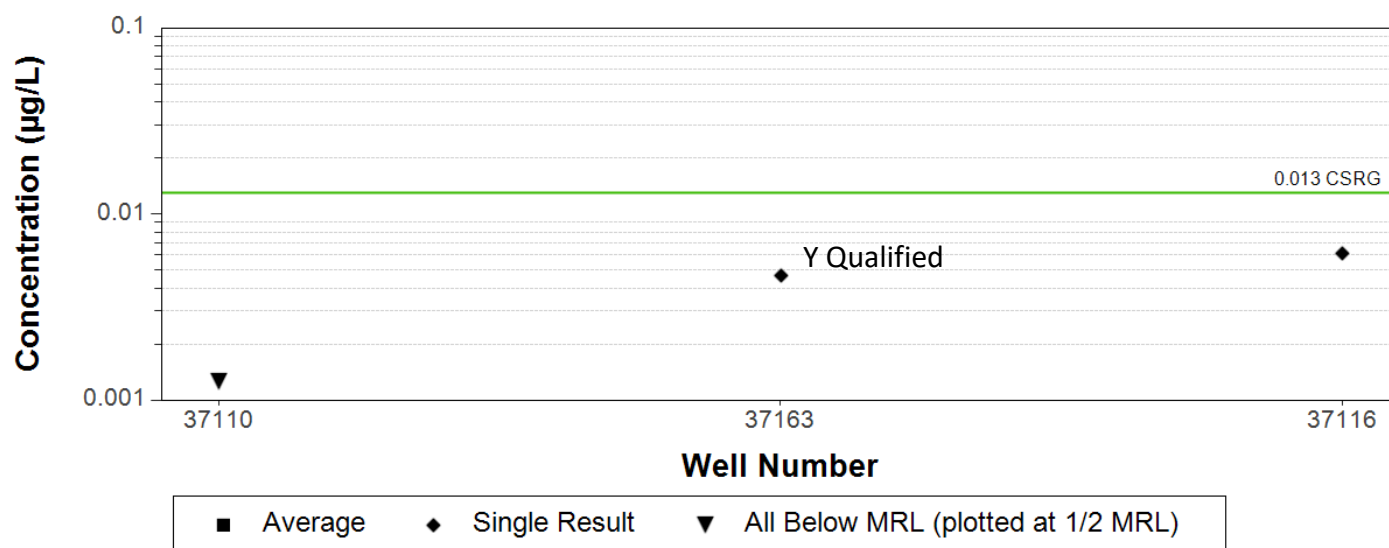 0.1
0.013 CSRG
0.01
Y Qualified
0.001
Concentration (µg/L)
37110 37163 37116
Well Number
Average Single Result All Below MRL (plotted at 1/2 MRL)